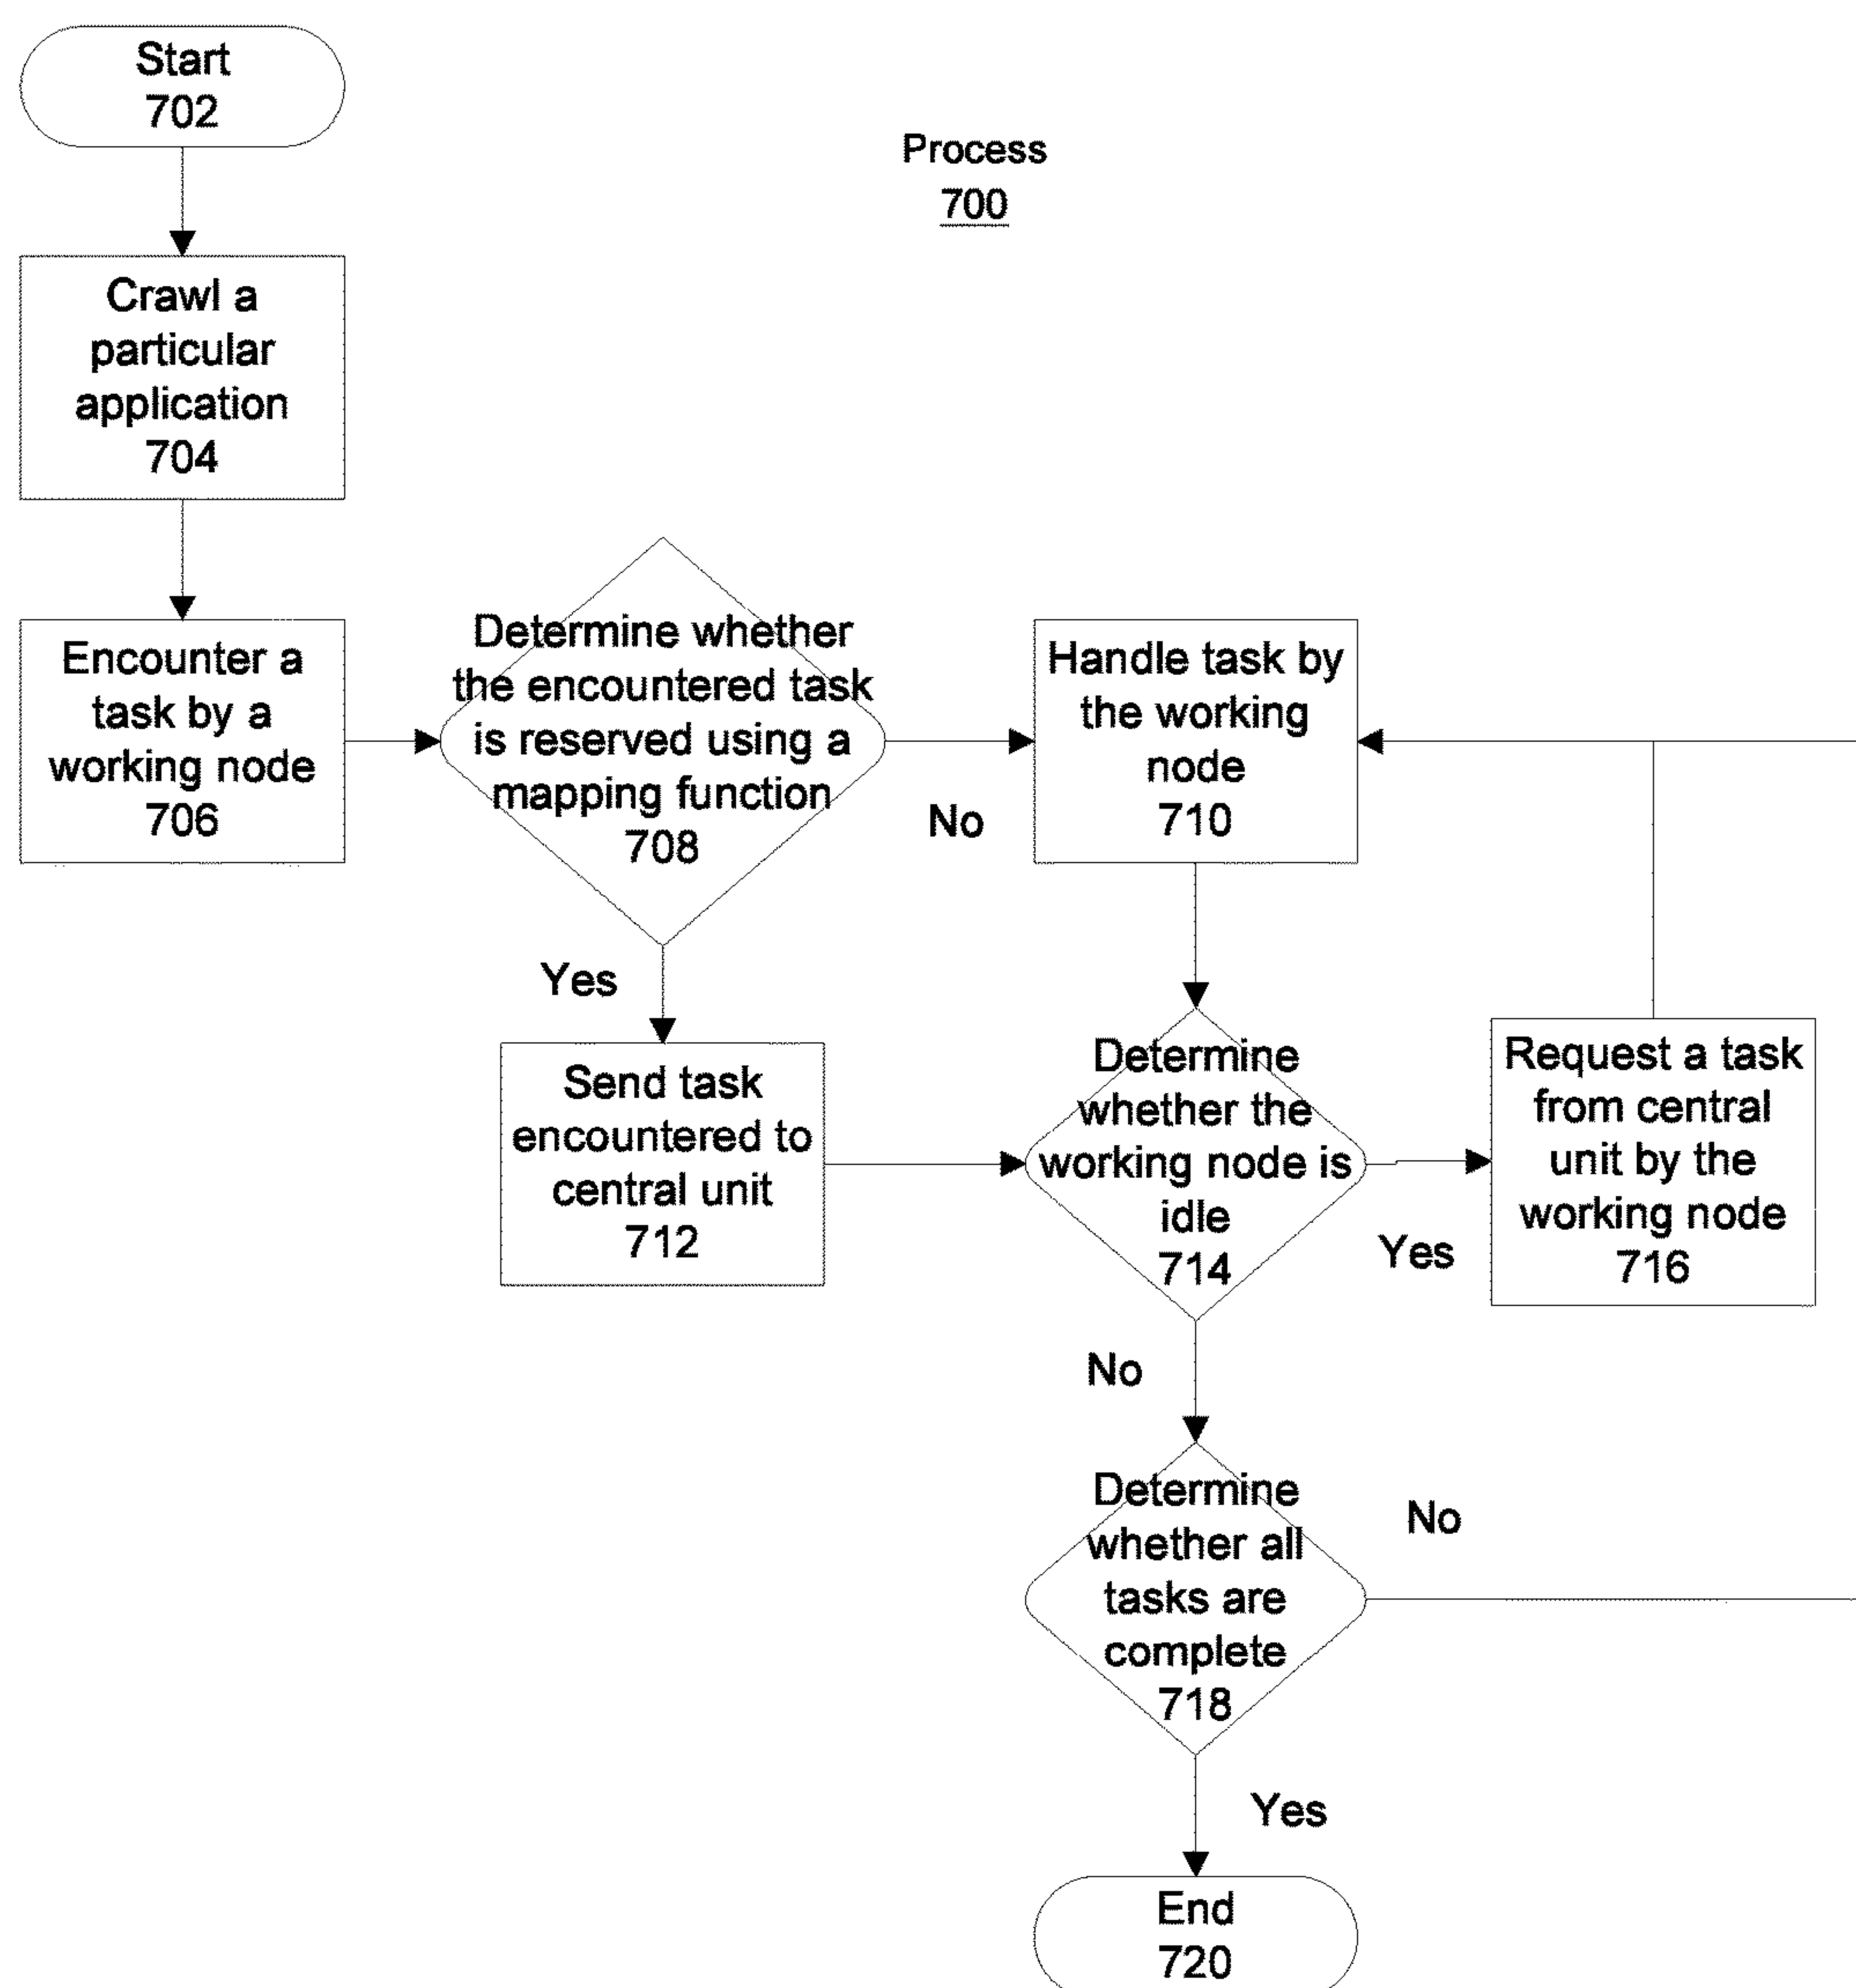 Start
702
Process
700
Crawl a
particular
application
704
Encounter a
task by a
working node
706
Determine whether
the encountered task
is reserved using a
mapping function
708
No
Handle task by
the working
node
710
Yes
Send task
encountered to
central unit
712
Determine
whether the
working node is
idle
714
Yes
Request a task
from central
unit by the
working node
716
No
Determine
whether all
tasks are
complete
718
No
Yes
End
720